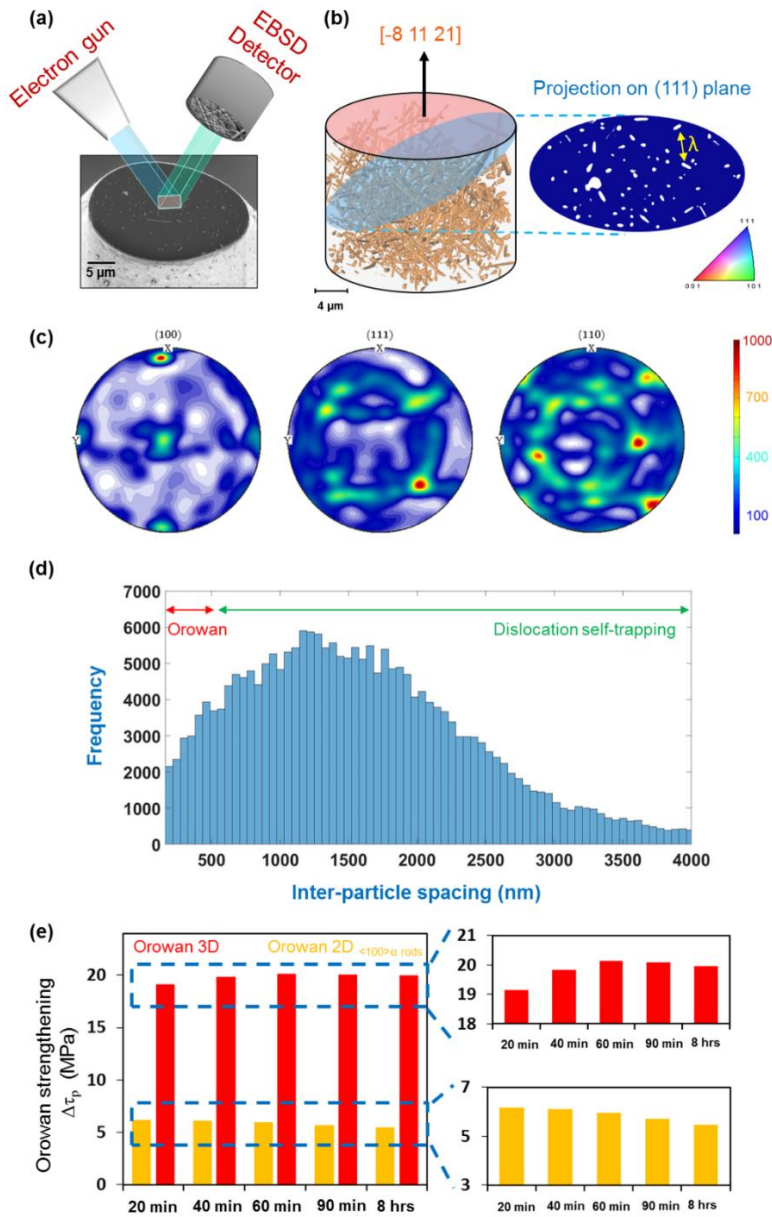 (a)
Electron gun
EBSD
Detector
5 μm
(b)
[-8 11 21]
Projection on (111) plane
λ
4 μm
111
001
101
(c)
(100)
X
Y
(111)
X
Y
(110)
X
Y
1000
700
400
100
(d)
Frequency
7000
6000
5000
4000
3000
2000
1000
0
Orowan
Dislocation self-trapping
500
1000
1500
2000
2500
3000
3500
4000
Inter-particle spacing (nm)
(e)
Orowan strengthening
Δτp (MPa)
Orowan 3D
Orowan 2D <100>α rods
20
15
10
5
0
20 min
40 min
60 min
90 min
8 hrs
21
20
19
18
20 min
40 min
60 min
90 min
8 hrs
7
5
3
20 min
40 min
60 min
90 min
8 hrs